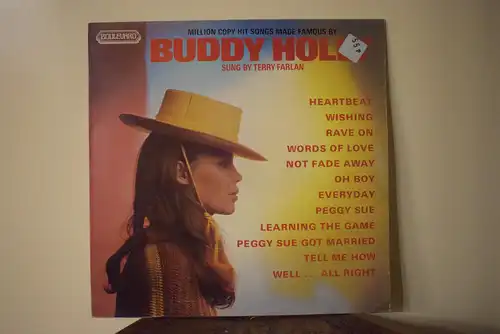 BOULEVARD
MILLION COPY HIT SONGS MADE FAMOUS BY
BUDDY HOLLY
SUNG BY TERRY FARLAN
HEARTBEAT
WISHING
RAVE ON
WORDS OF LOVE
NOT FADE AWAY
OH BOY
EVERYDAY
PEGGY SUE
LEARNING THE GAME
PEGGY SUE GOT MARRIED
TELL ME HOW
WELL ... ALL RIGHT